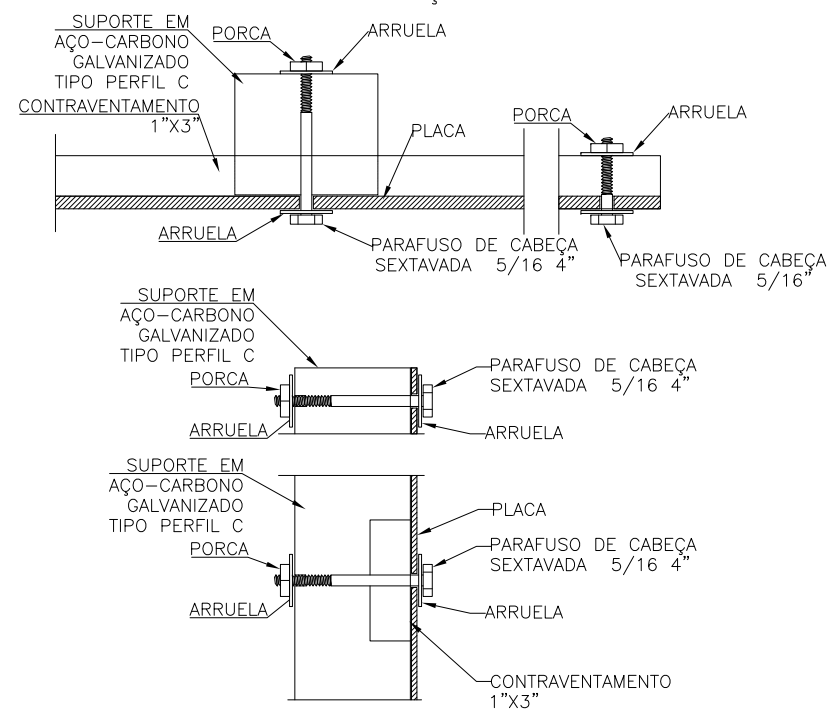 SUPORTE EM
AÇO-CARBONO
GALVANIZADO
TIPO PERFIL C
PORCA
ARRUELA
CONTRAVENTAMENTO
1"X3"
PLACA
PORCA
ARRUELA
ARRUELA
PARAFUSO DE CABEÇA
SEXTAVADA 5/16 4"
PARAFUSO DE CABEÇA
SEXTAVADA 5/16"
SUPORTE EM
AÇO-CARBONO
GALVANIZADO
TIPO PERFIL C
PORCA
ARRUELA
PARAFUSO DE CABEÇA
SEXTAVADA 5/16 4"
ARRUELA
SUPORTE EM
AÇO-CARBONO
GALVANIZADO
TIPO PERFIL C
PORCA
ARRUELA
PLACA
PARAFUSO DE CABEÇA
SEXTAVADA 5/16 4"
ARRUELA
CONTRAVENTAMENTO
1"X3"